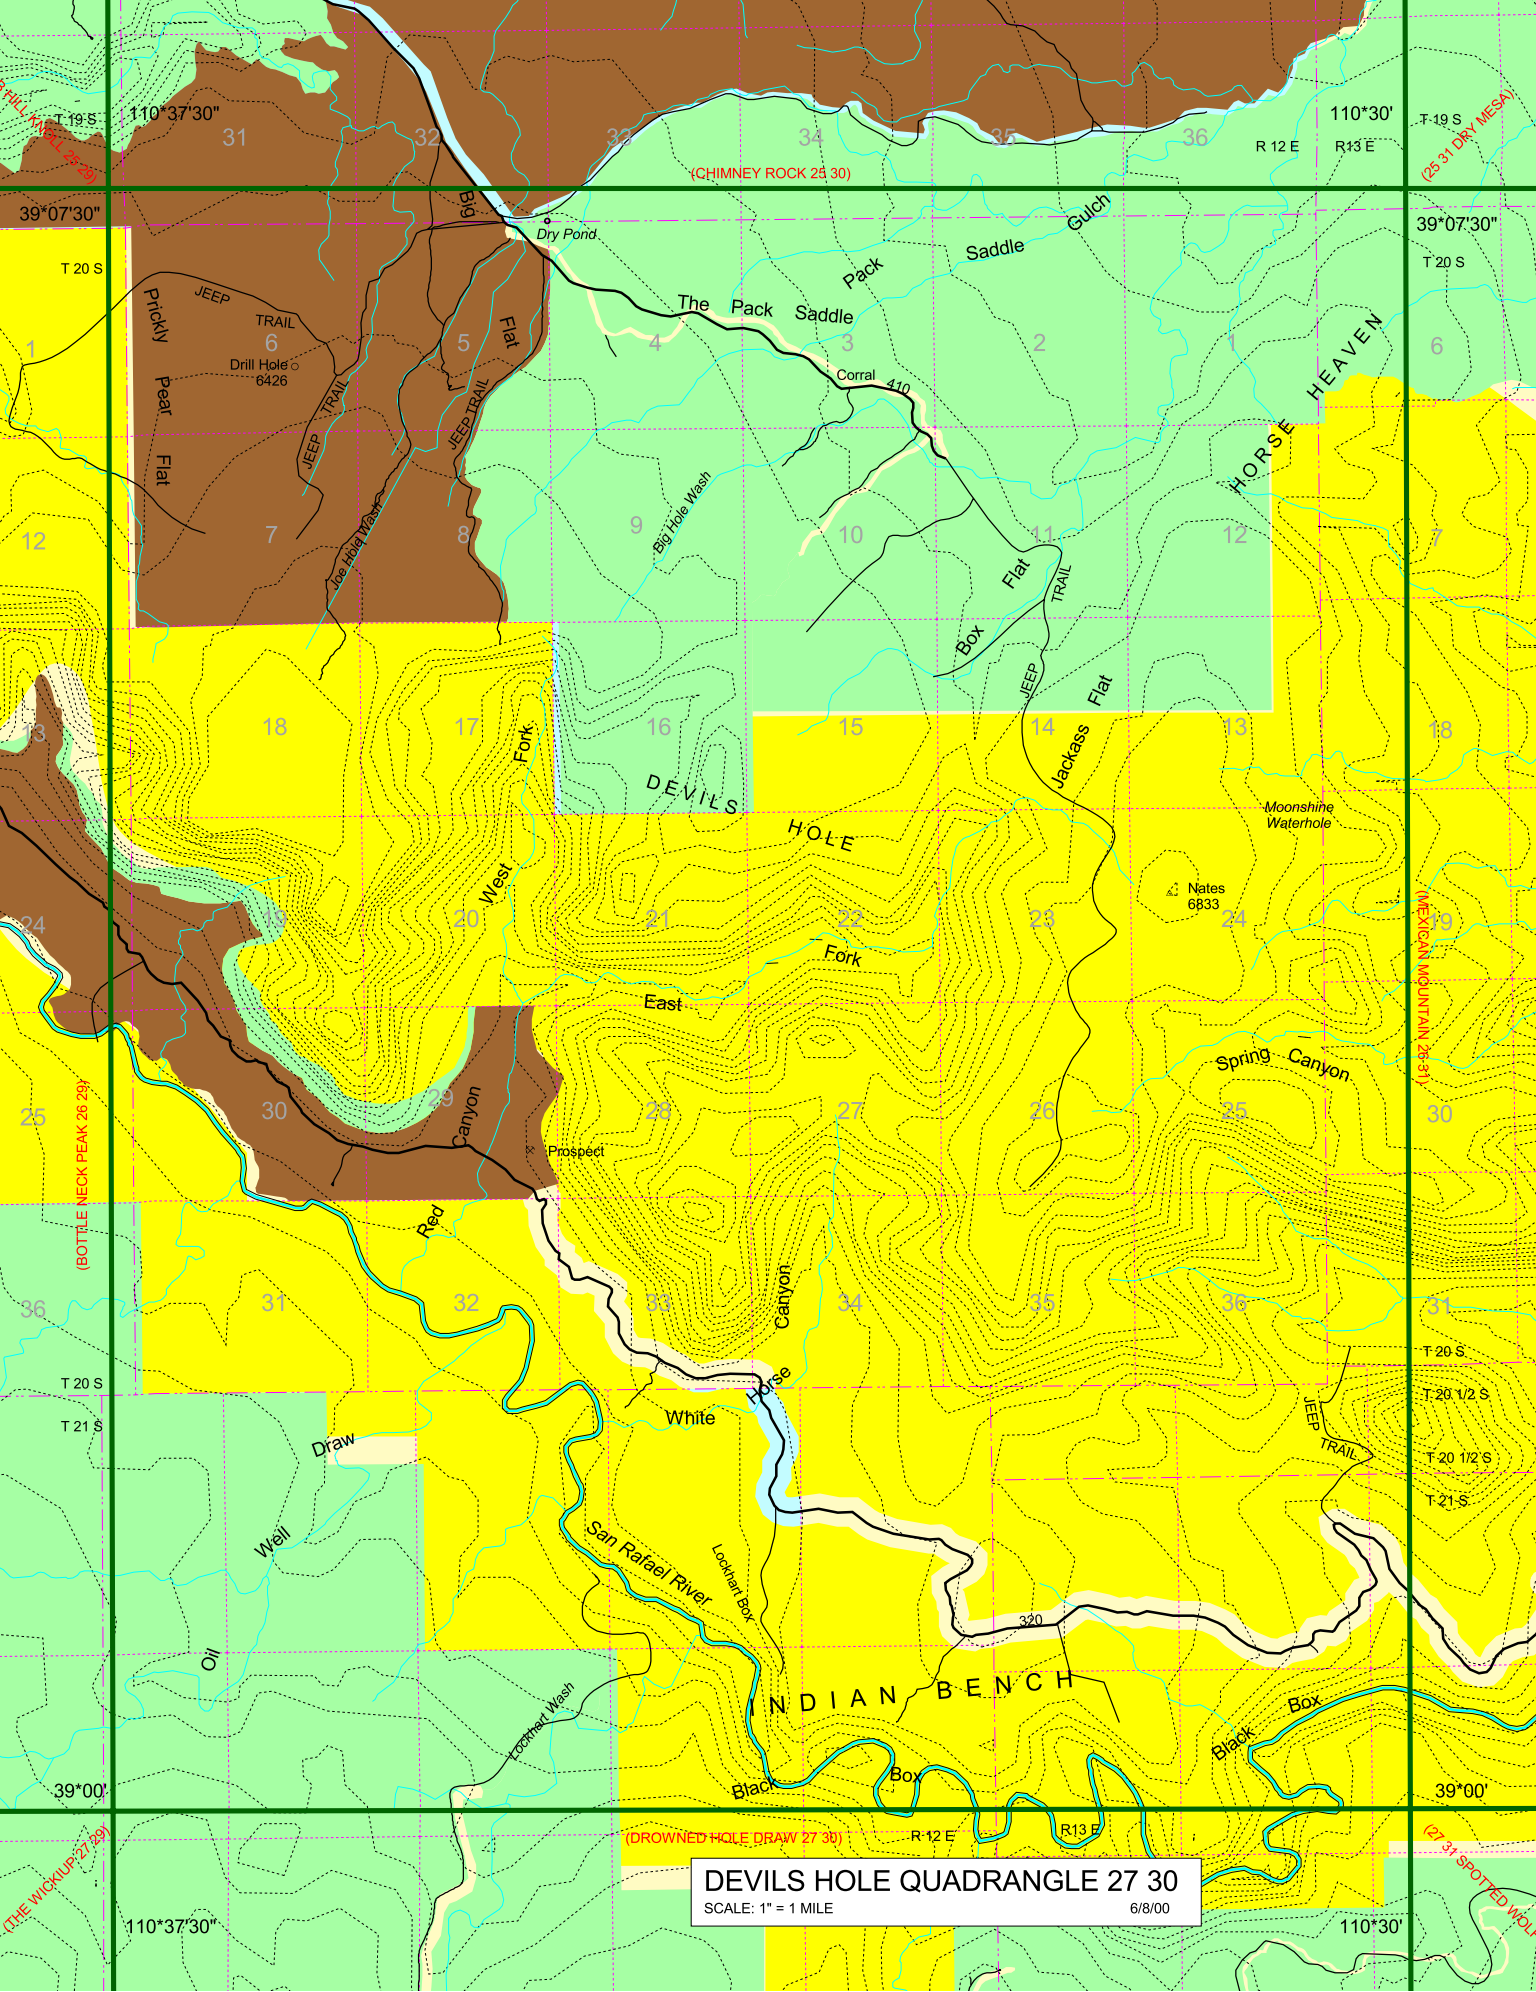 110*37'30"
110*30'
T 19 S
T 19 S
31
32
33
34
35
36
R 12 E
R13 E
(25 31 DRY MESA)
(CHIMNEY ROCK 25 30)
39*07'30"
39*07'30"
Big
Dry Pond
Pack Saddle Gulch
T 20 S
T 20 S
Prickly Pear Flat
JEEP TRAIL
The Pack Saddle
Flat
1
6
5
4
3
2
1
6
Drill Hole
6426
JEEP TRAIL
JEEP TRAIL
Corral
410
HORSE HEAVEN
12
7
8
9
10
11
12
7
Joe Hole Wash
Big Hole Wash
Box Flat
JEEP TRAIL
Jackass Flat
13
18
17
16
15
14
13
18
West Fork
DEVILS HOLE
Moonshine
Waterhole
Nates
6833
24
19
20
21
22
23
24
19
East Fork
(MEXICAN MOUNTAIN 26 31)
Spring Canyon
25
30
29
28
27
26
25
30
Red Canyon
Prospect
(BOTTLE NECK PEAK 26 29)
36
31
32
33
34
35
36
31
White Horse Canyon
T 20 S
T 20 S
T 20 1/2 S
T 21 S
T 20 1/2 S
T 21 S
JEEP TRAIL
Oil Well Draw
San Rafael River
Lockhart Box
320
INDIAN BENCH
Lockhart Wash
Black Box
Black Box
39*00'
39*00'
(THE WICKIUP 27 29)
(DROWNED HOLE DRAW 27 30)
R 12 E
R13 E
DEVILS HOLE QUADRANGLE 27 30
SCALE: 1" = 1 MILE
6/8/00
110*37'30"
110*30'